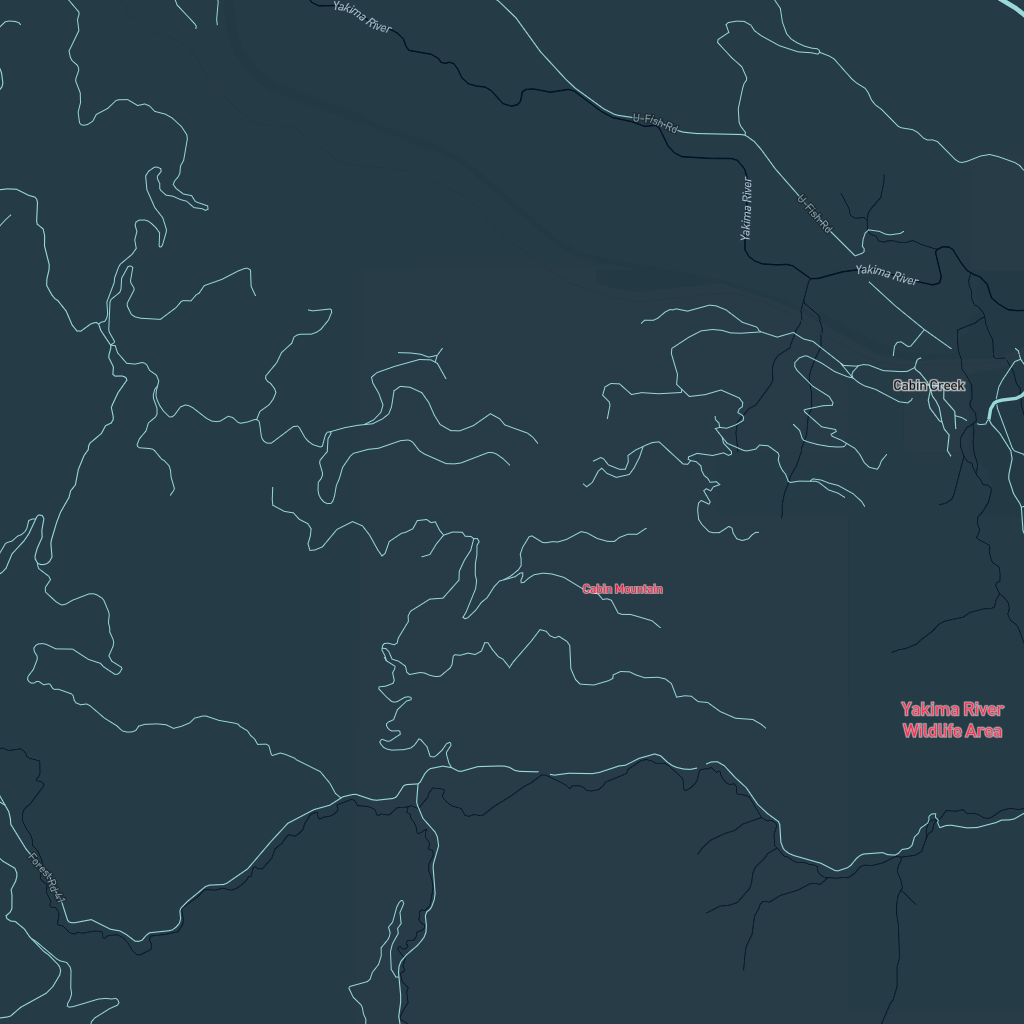 Yakima River
U-Fish-Rd
Yakima River
U-Fish-Rd
Yakima River
Cabin Creek
Cabin Mountain
Yakima River
Wildlife Area
Forest-Rd-41